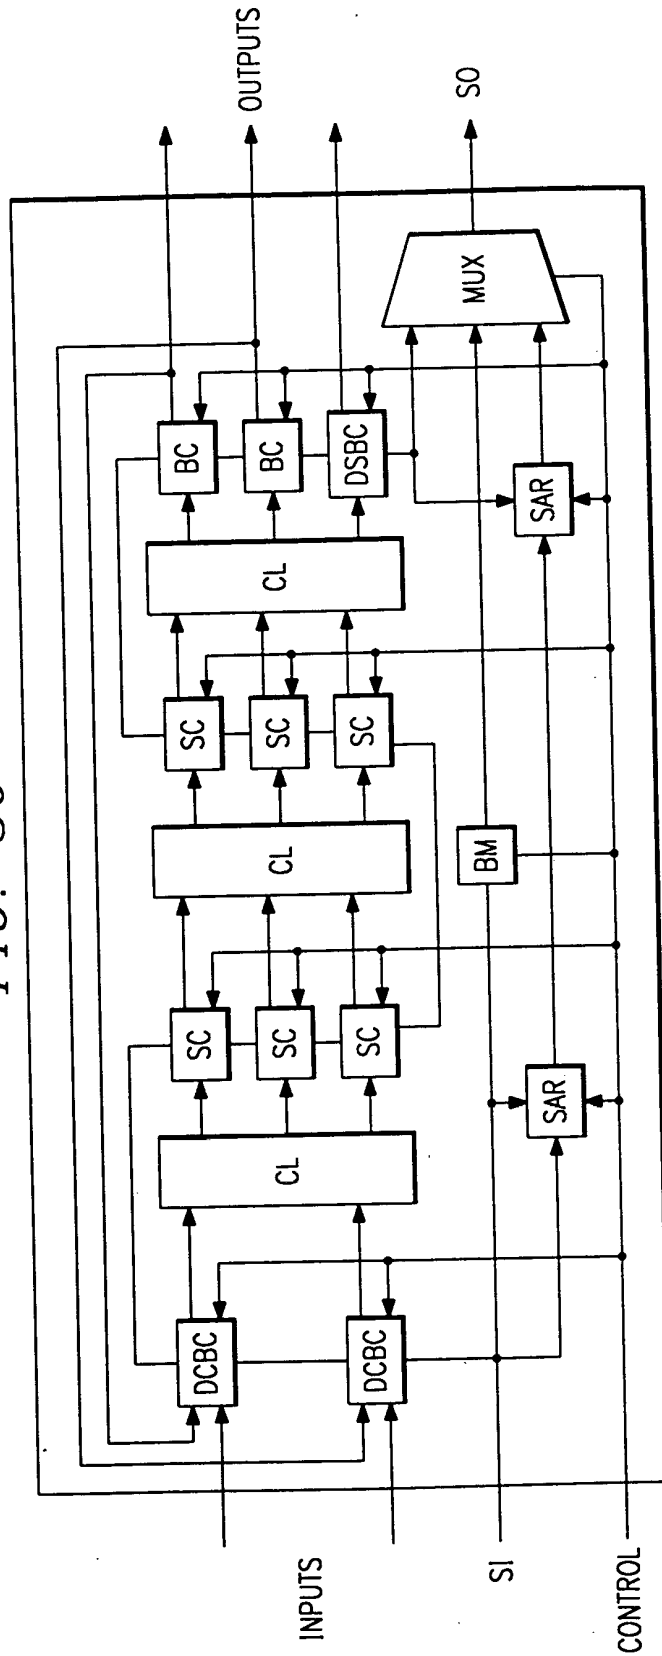 OUTPUTS
SO
MUX
BC
BC
DSBC
SAR
CL
SC
SC
SC
CL
BM
SC
SC
SC
SAR
CL
DCBC
DCBC
INPUTS
SI
CONTROL